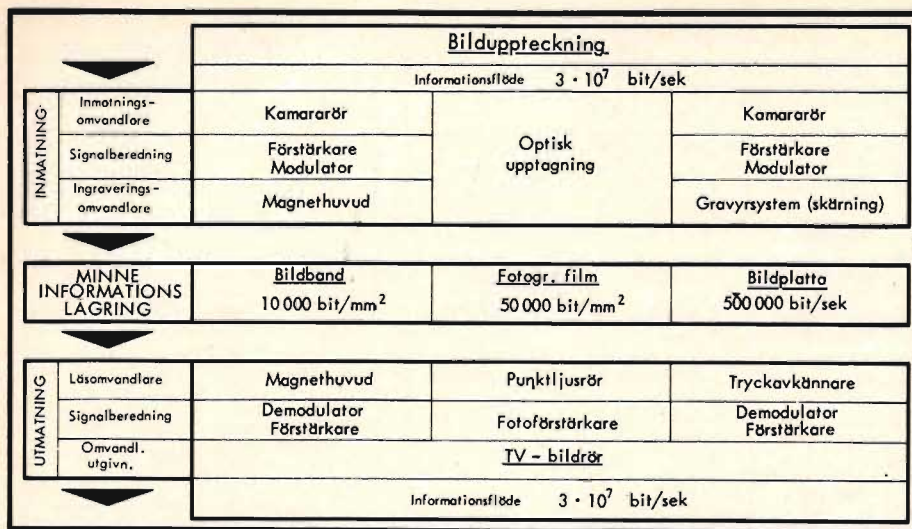 Bilduppteckning
Informationsflöde 3 · 10⁷ bit/sek
INMATNING
Inmatnings-
omvandlore
Kamararör
Kamararör
Signalberedning
Förstärkare
Modulator
Optisk
upptagning
Förstärkare
Modulator
Ingraverings-
omvandlore
Magnethuvud
Gravyrsystem (skärning)
MINNE
INFORMATIONS
LAGRING
Bildband
10 000 bit/mm²
Fotogr. film
50 000 bit/mm²
Bildplatta
500 000 bit/sek
UTMATNING
Läsomvandlare
Magnethuvud
Punktljusrör
Tryckavkännare
Signalberedning
Demodulator
Förstärkare
Fotoförstärkare
Demodulator
Förstärkare
Omvandl.
utgivn.
TV - bildrör
Informationsflöde 3 · 10⁷ bit/sek